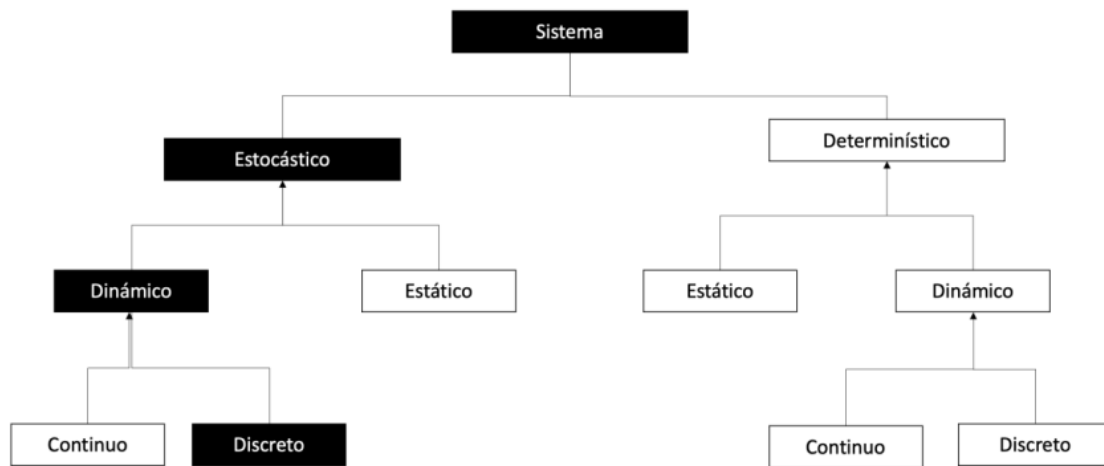 Sistema
Estocástico
Determinístico
Dinámico
Estático
Estático
Dinámico
Continuo
Discreto
Continuo
Discreto